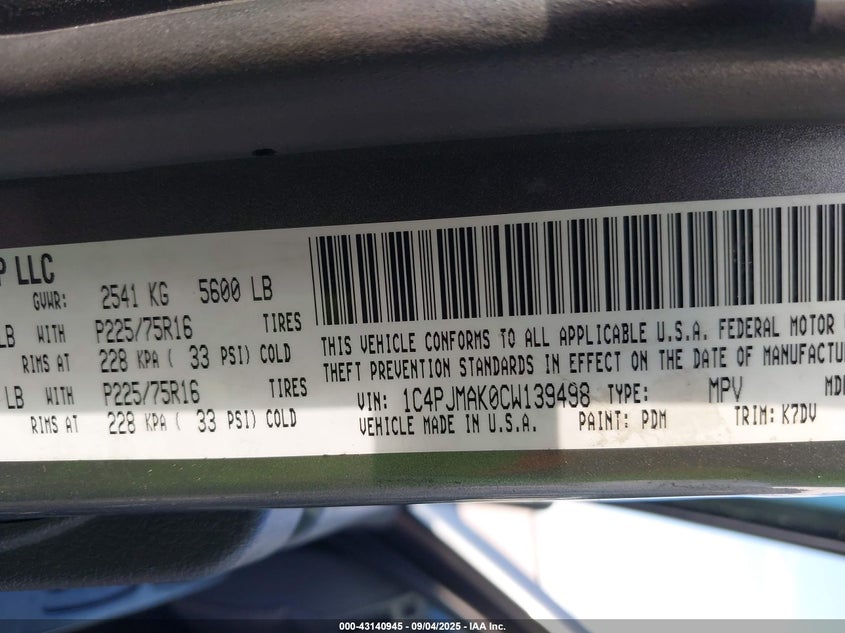 P LLC
GVWR: 2541 KG 5600 LB
LB WITH P225/75R16 TIRES
RIMS AT 228 KPA ( 33 PSI) COLD
LB WITH P225/75R16 TIRES
RIMS AT 228 KPA ( 33 PSI) COLD
THIS VEHICLE CONFORMS TO ALL APPLICABLE U.S.A. FEDERAL MOTOR
THEFT PREVENTION STANDARDS IN EFFECT ON THE DATE OF MANUFACTU
VIN: 1C4PJMAK0CW139498 TYPE: MPV MD
VEHICLE MADE IN U.S.A. PAINT: PDM TRIM: K7DV
000-43140945 - 09/04/2025 - IAA Inc.